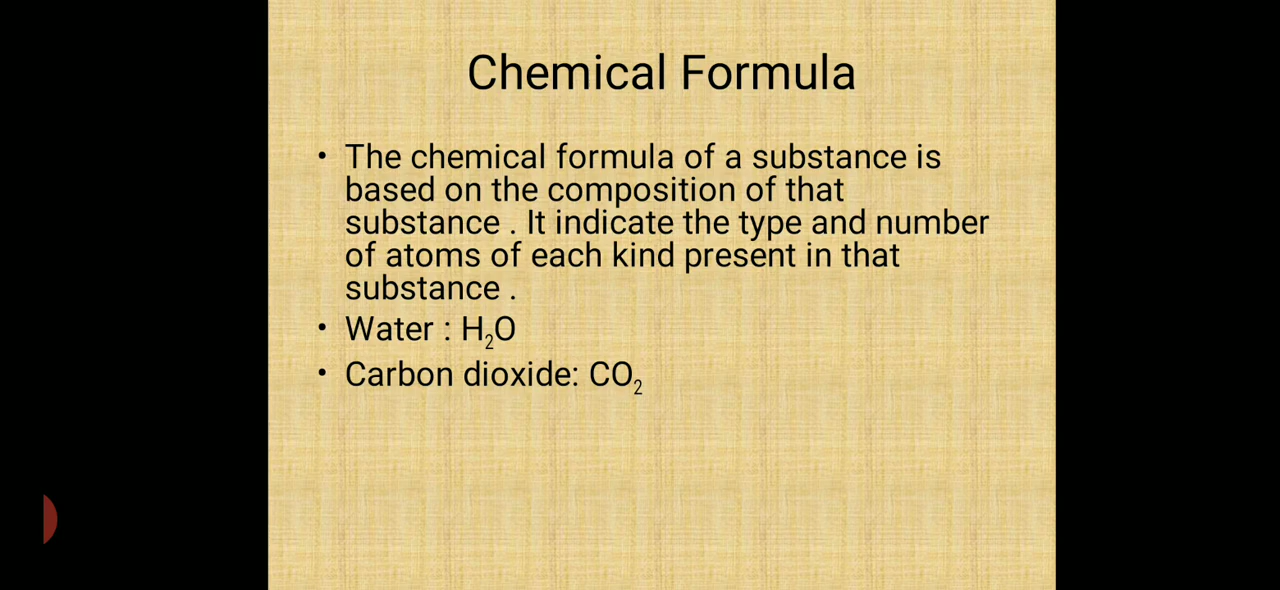 Chemical Formula
• The chemical formula of a substance is
based on the composition of that
substance . It indicate the type and number
of atoms of each kind present in that
substance .
• Water : H₂O
• Carbon dioxide: CO₂